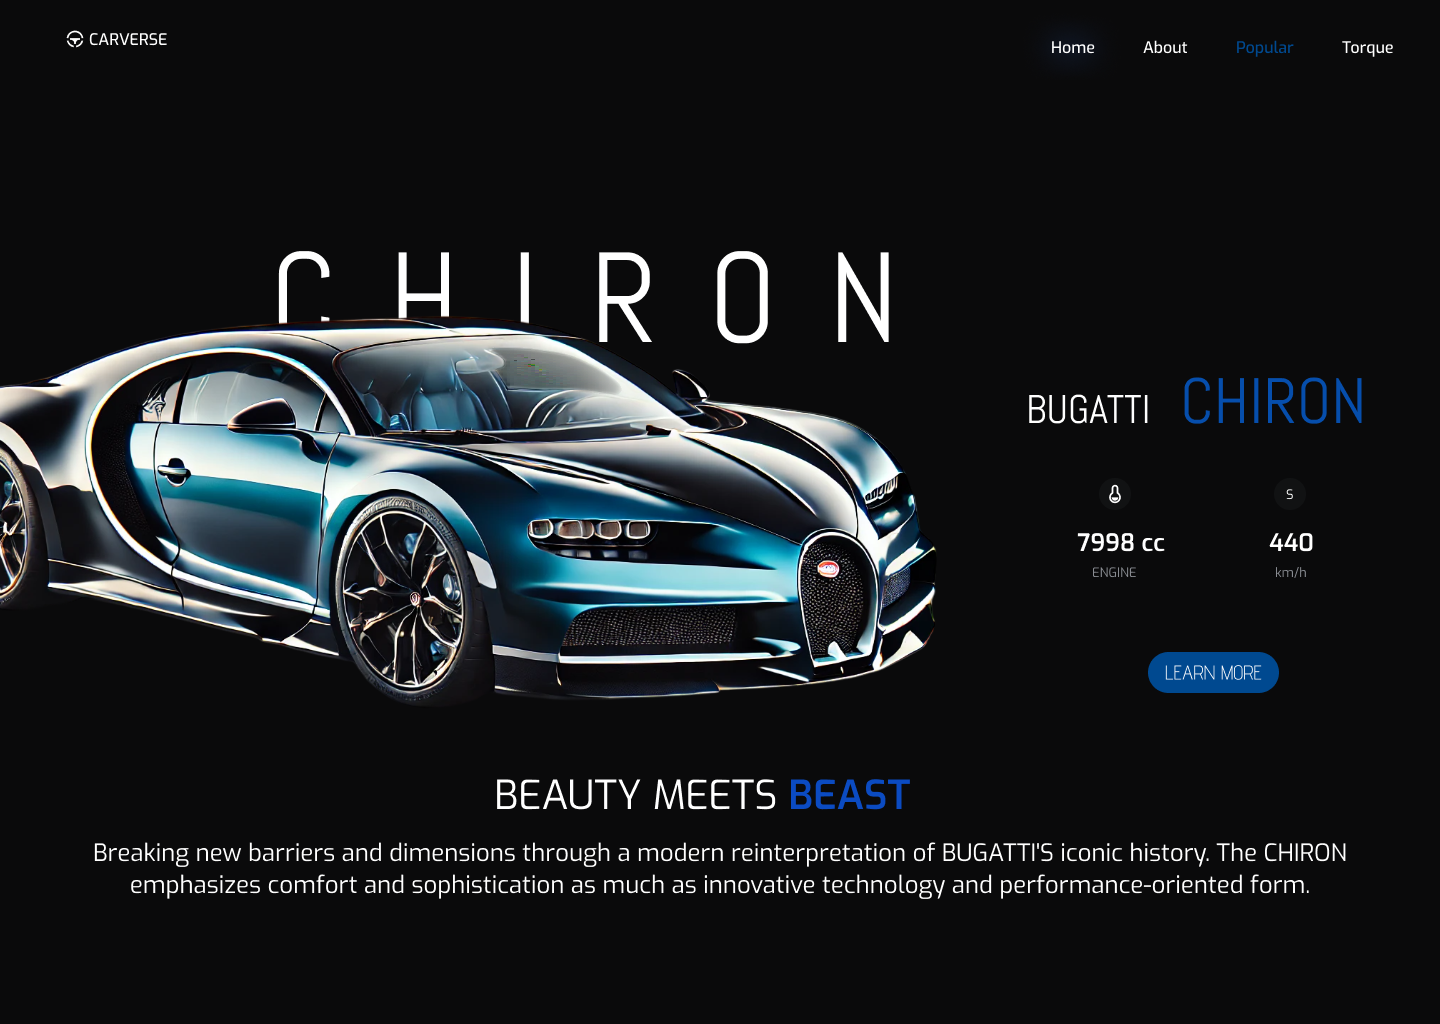 CARVERSE
Home About Popular Torque
CHIRON
BUGATTI CHIRON
S
7998 cc 440
ENGINE km/h
LEARN MORE
BEAUTY MEETS BEAST
Breaking new barriers and dimensions through a modern reinterpretation of BUGATTI'S iconic history. The CHIRON
emphasizes comfort and sophistication as much as innovative technology and performance-oriented form.